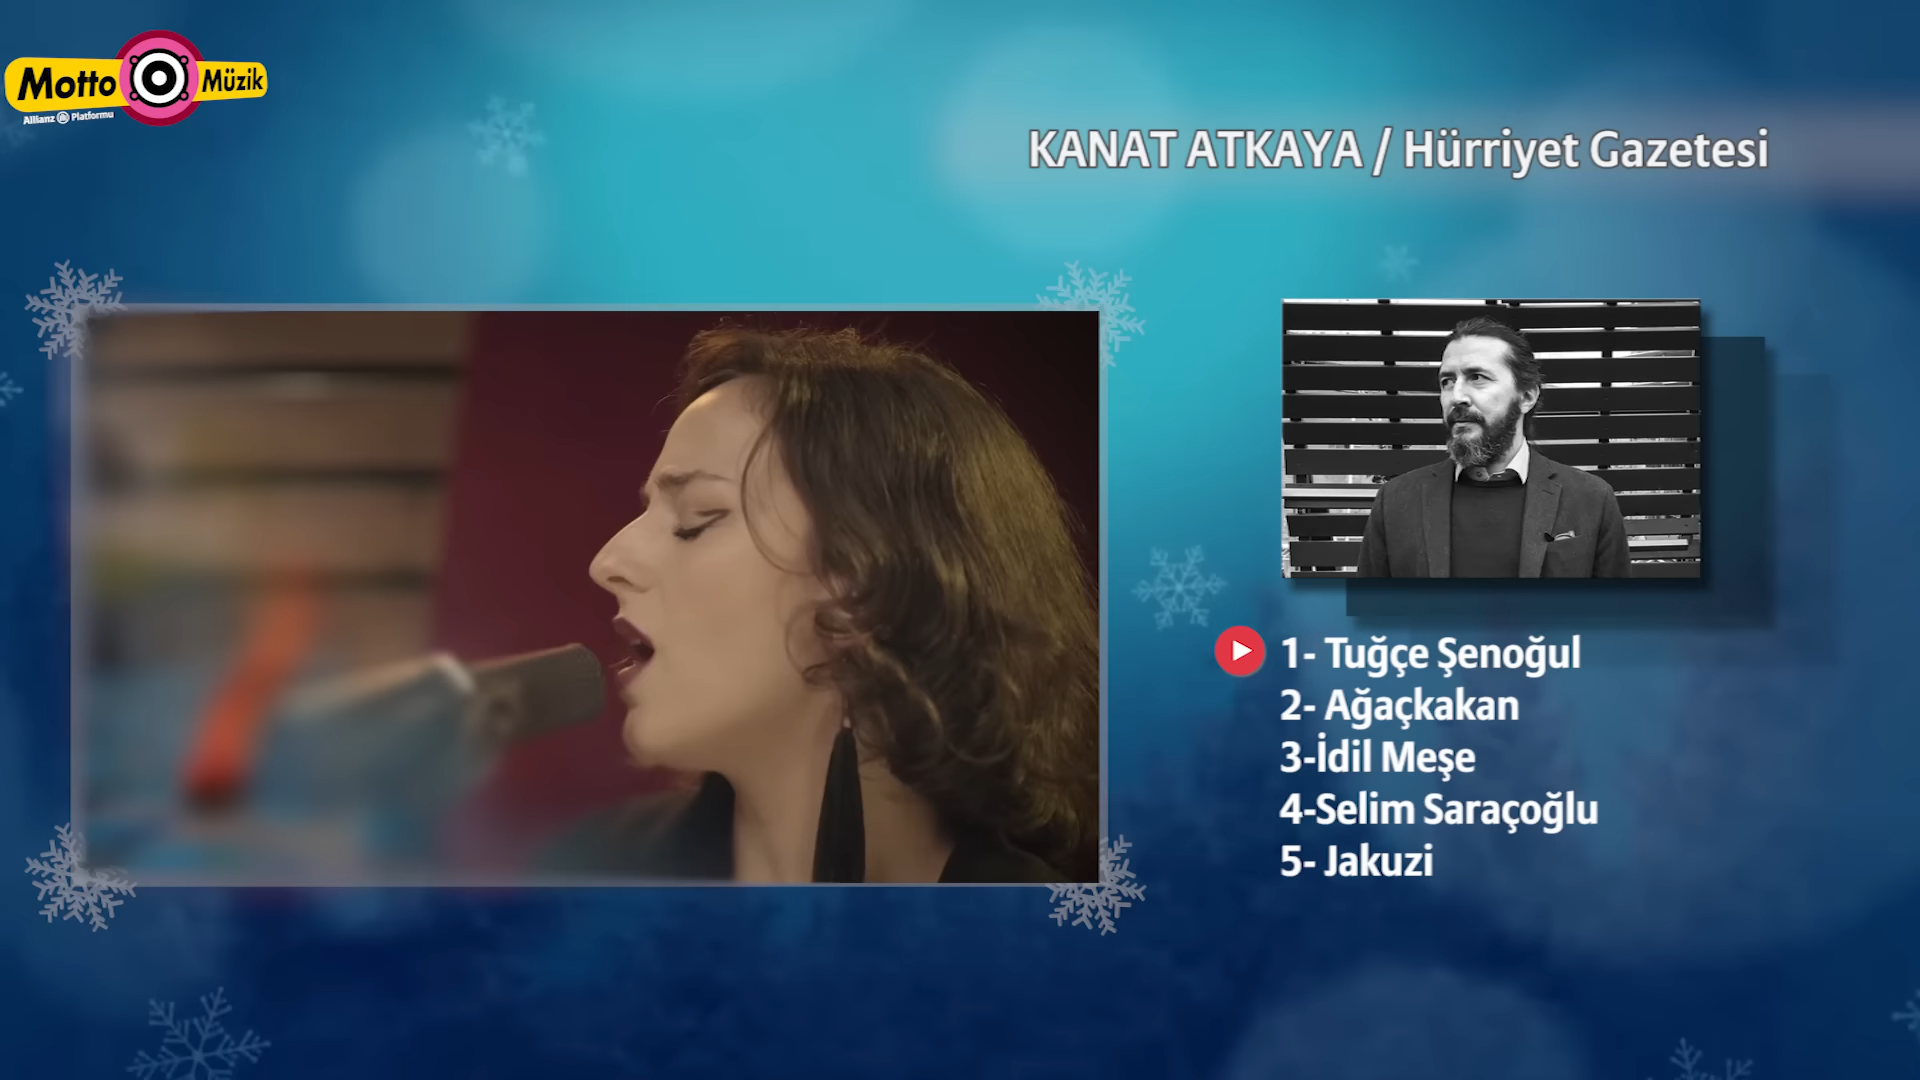 Motto Müzik
Allianz Platformu
KANAT ATKAYA / Hürriyet Gazetesi
1- Tuğçe Şenoğul
2- Ağaçkakan
3-İdil Meşe
4-Selim Saraçoğlu
5- Jakuzi